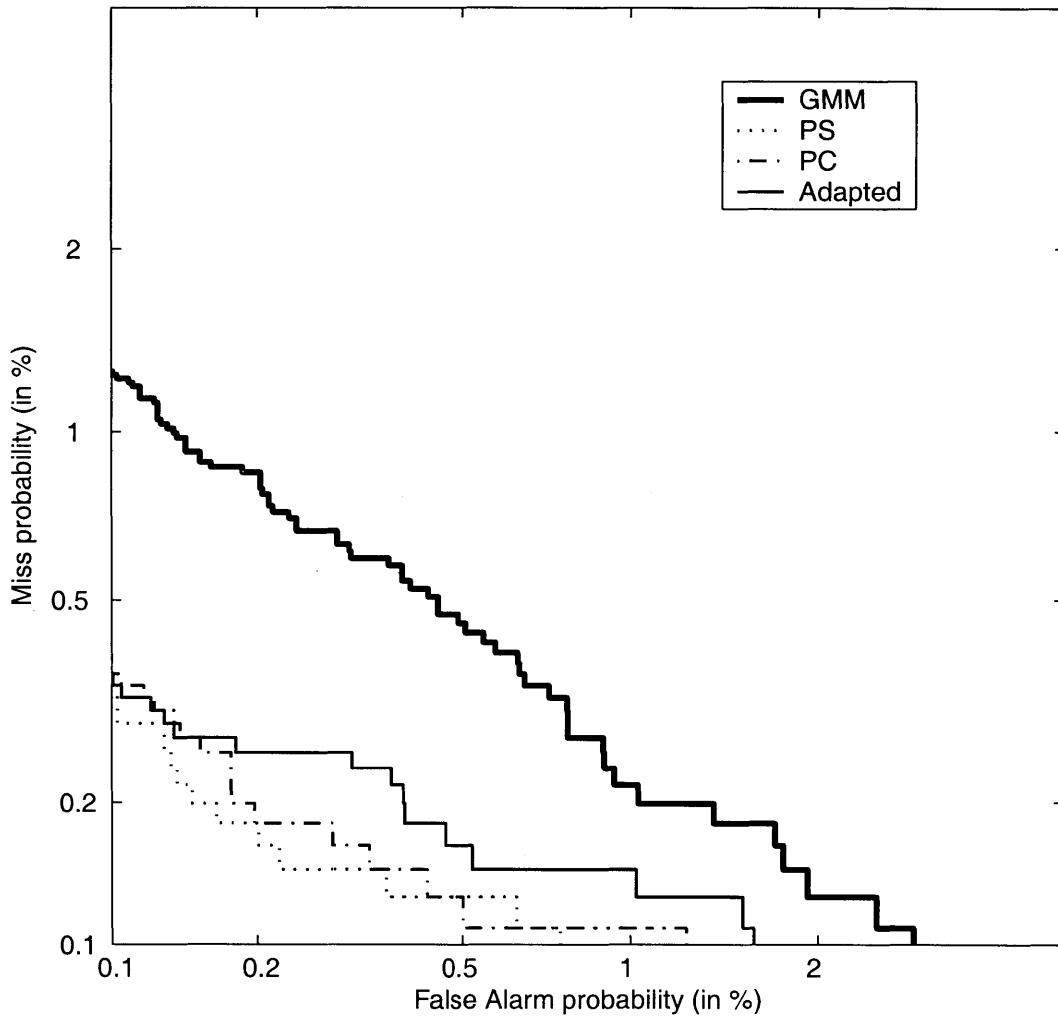 GMM
PS
PC
Adapted
2
1
0.5
0.2
0.1
Miss probability (in %)
0.1
0.2
0.5
1
2
False Alarm probability (in %)